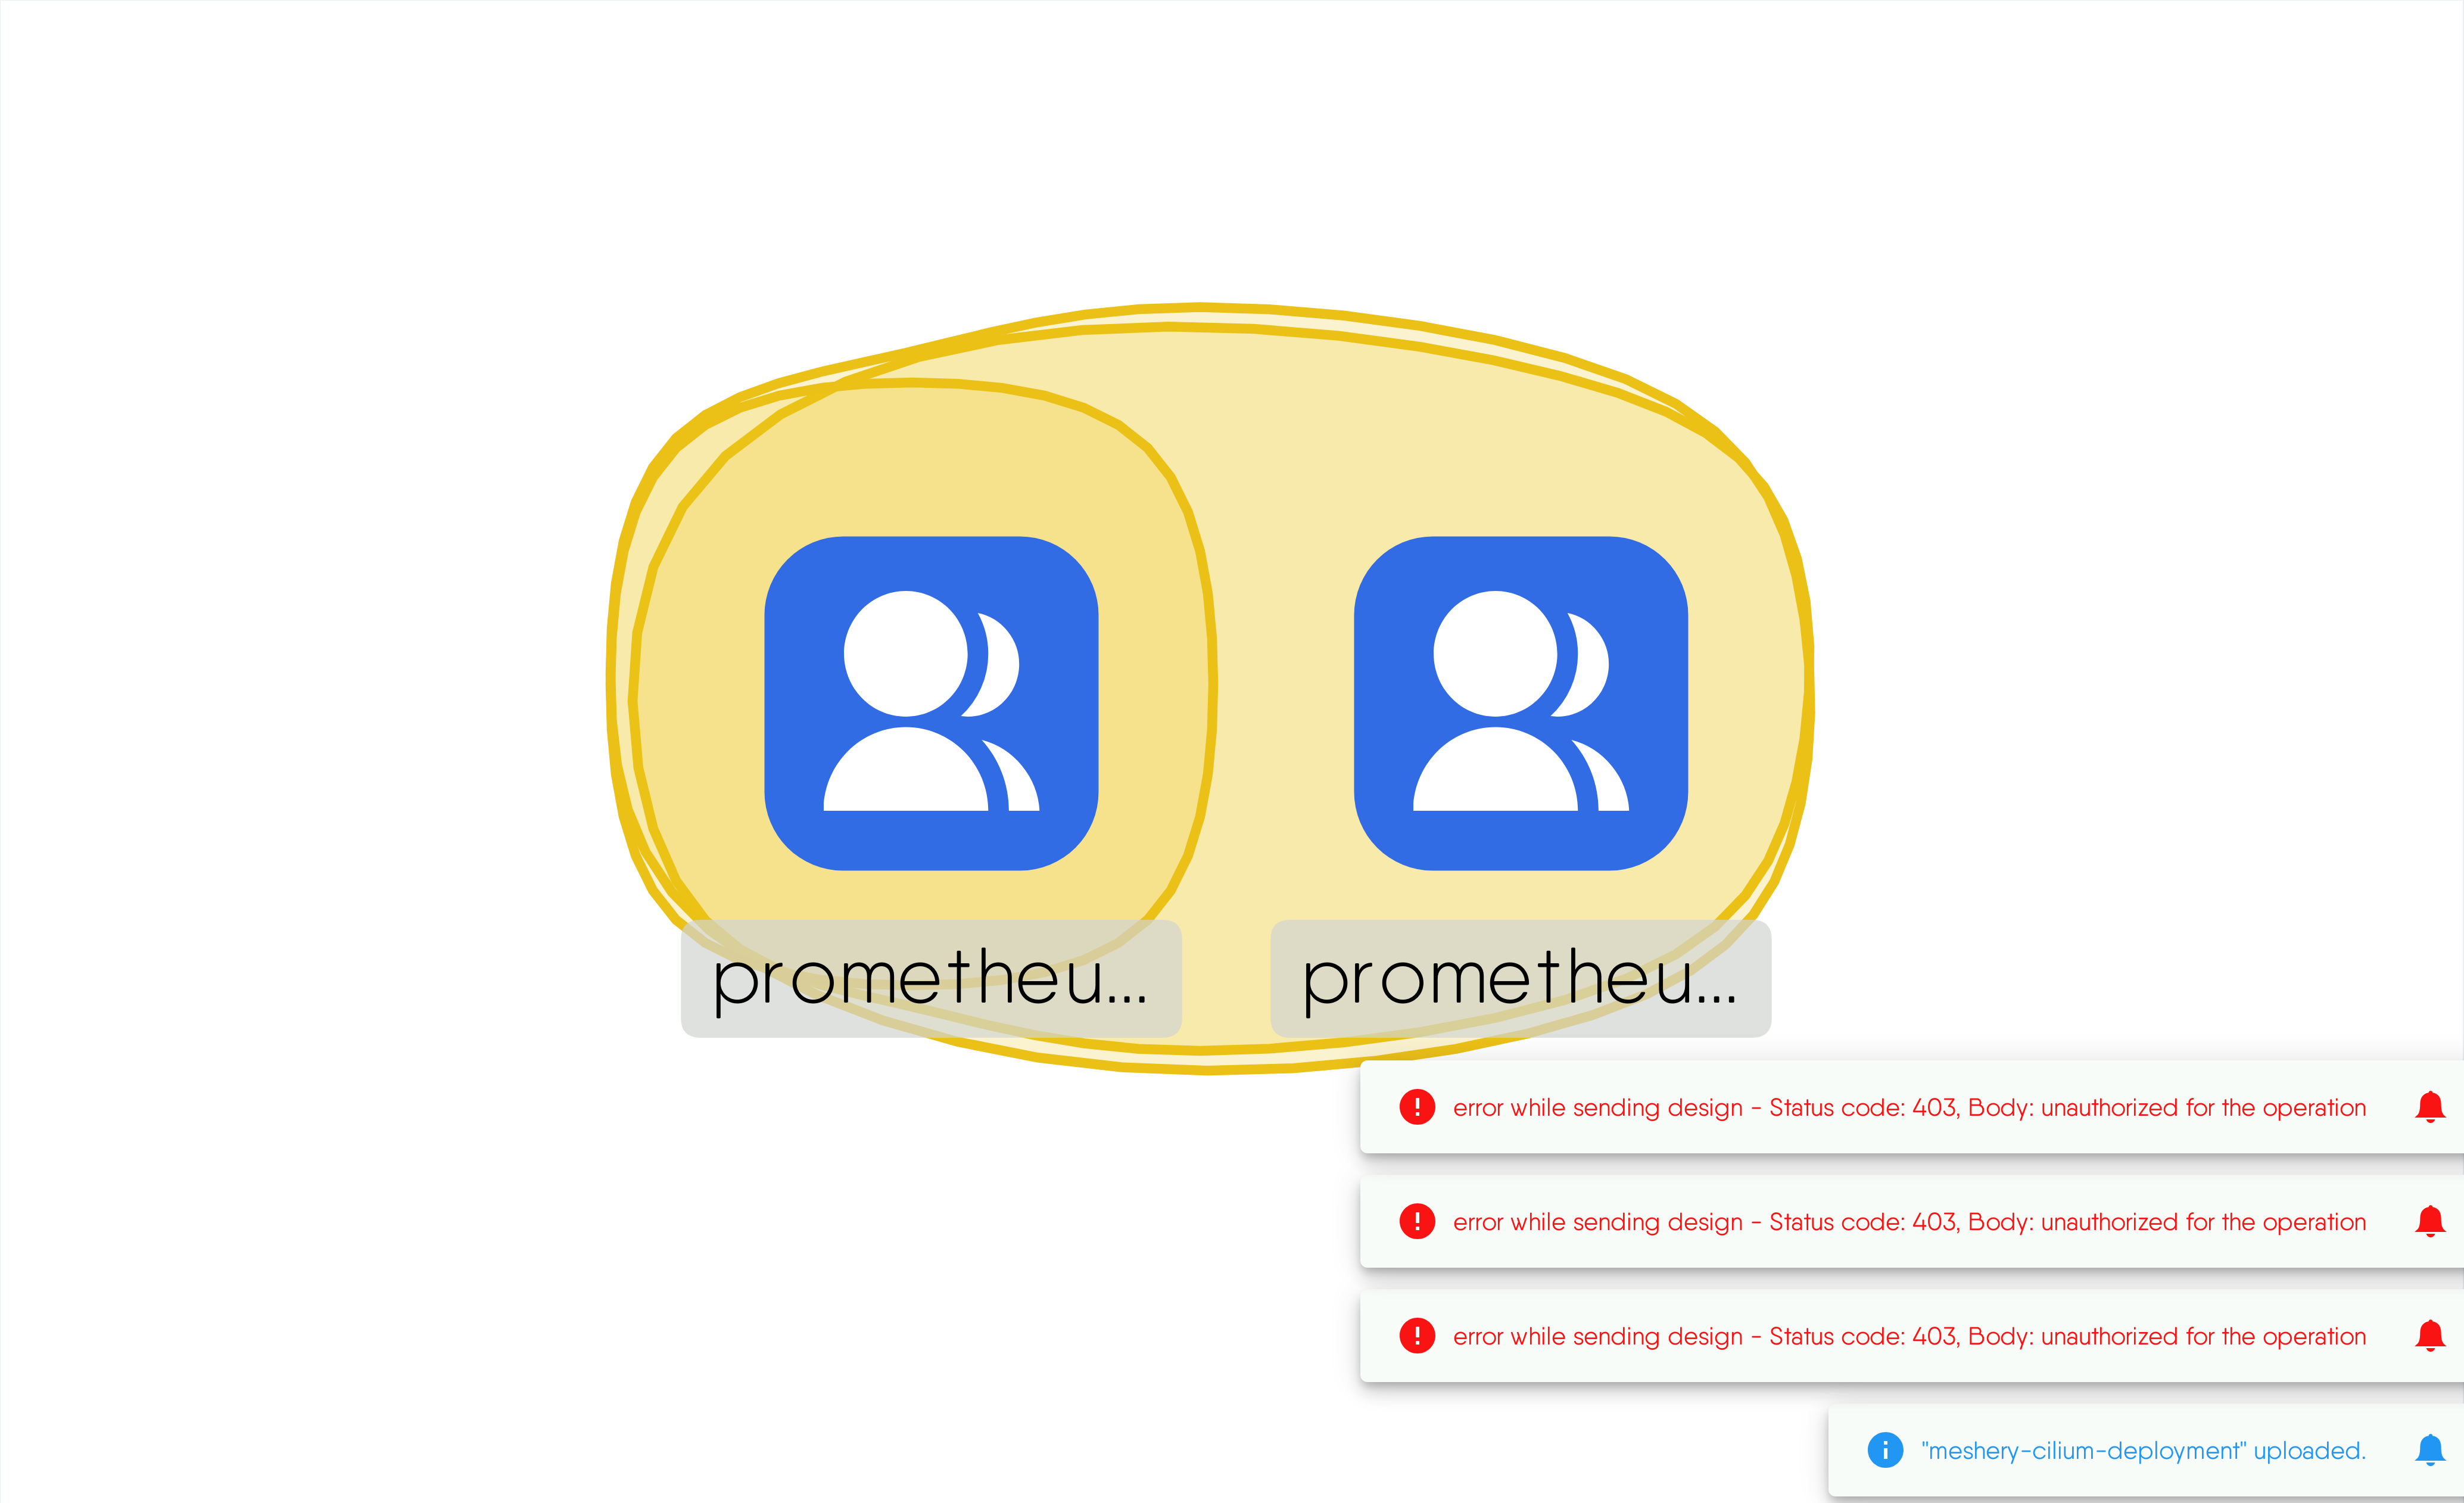 prometheu...
prometheu...
error while sending design - Status code: 403, Body: unauthorized for the operation
error while sending design - Status code: 403, Body: unauthorized for the operation
error while sending design - Status code: 403, Body: unauthorized for the operation
"meshery-cilium-deployment" uploaded.